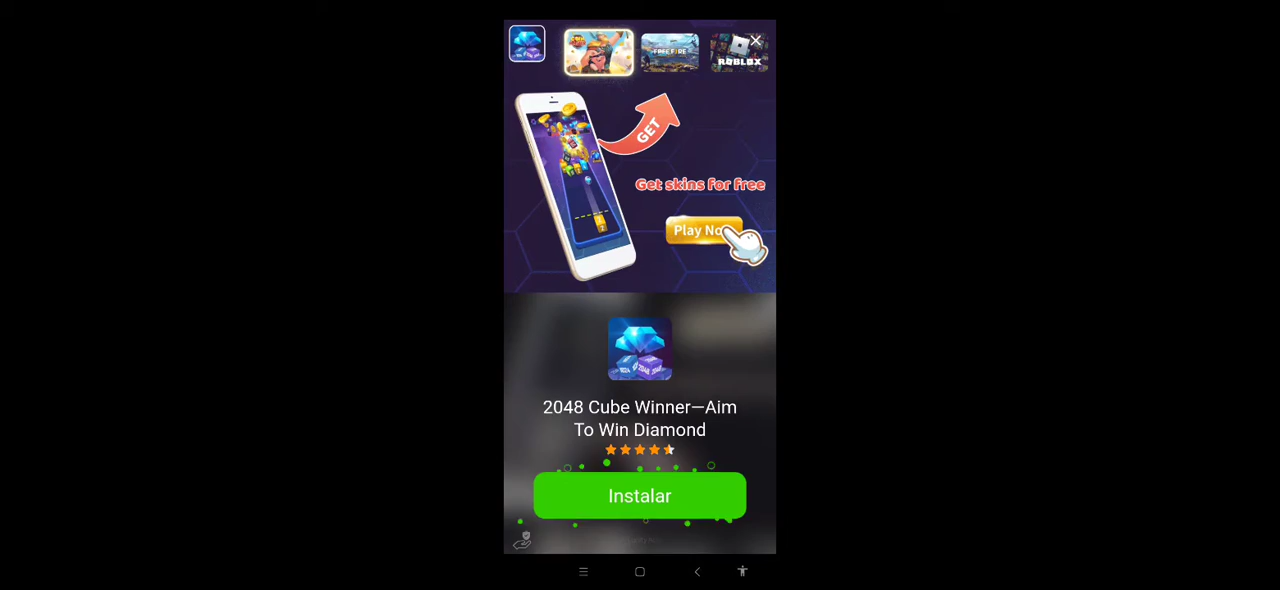 FREE FIRE
ROBLOX
GET
Get skins for free
Play No
2048 Cube Winner—Aim
To Win Diamond
Instalar